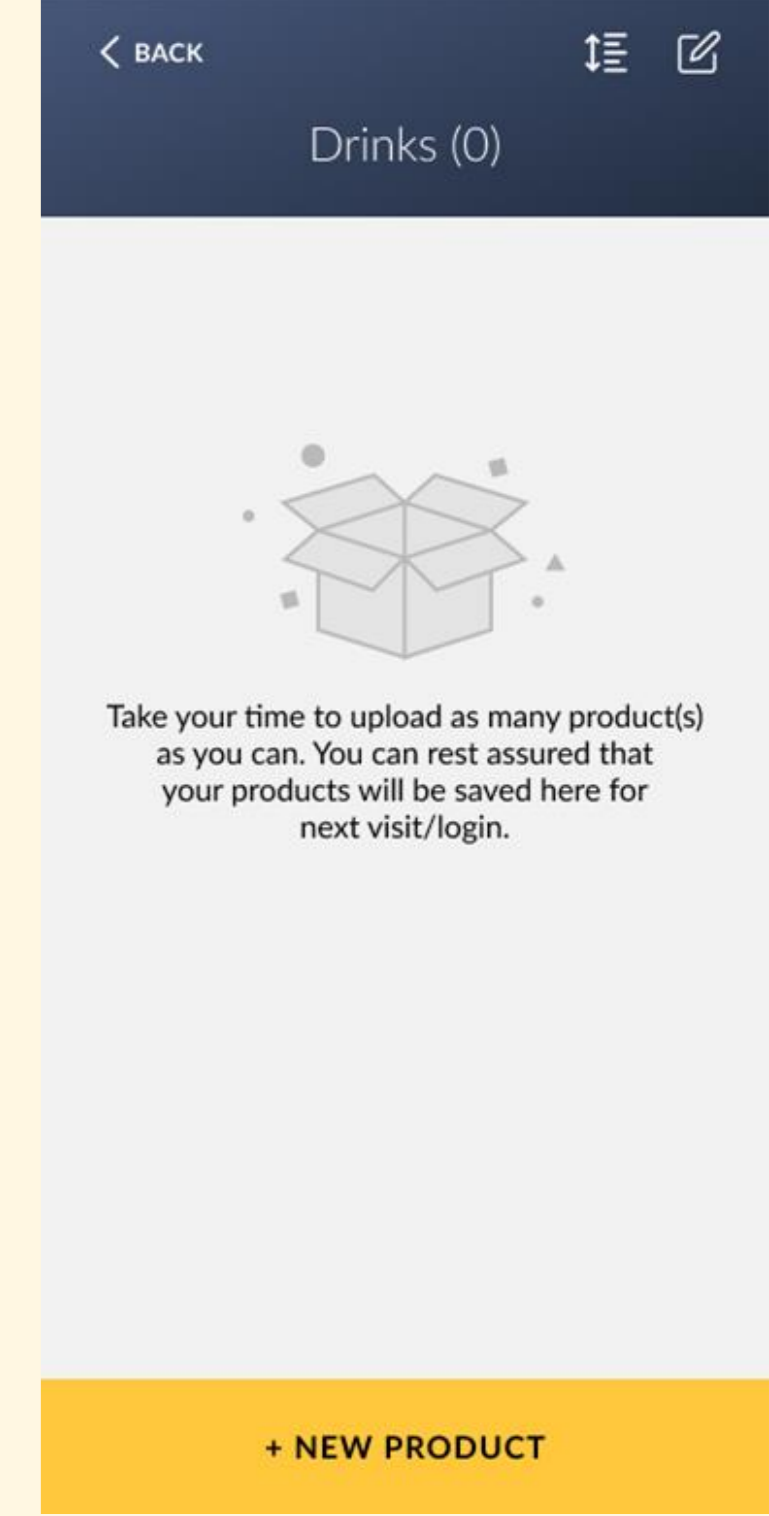 BACK
Drinks (0)
Take your time to upload as many product(s)
as you can. You can rest assured that
your products will be saved here for
next visit/login.
+ NEW PRODUCT